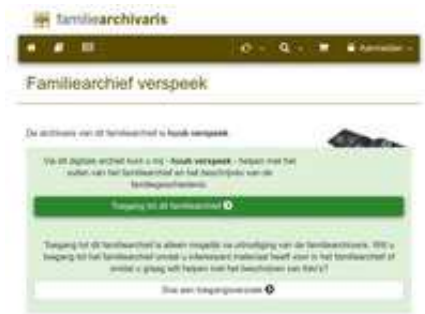 familiearchivaris
Aanmelden
Familiearchief verspeek
De archivaris van dit familiearchief is huub verspeek
Via dit digitale archief kunt u mij - huub verspeek - helpen met het
vullen van het familiearchief en het beschrijven van de
familiegeschiedenis.
Toegang tot dit familiearchief
Toegang tot dit familiearchief is alleen mogelijk via uitnodiging van de familiearchivaris. Wilt u
toegang tot het familiearchief omdat u interessant materiaal heeft voor in het familiearchief of
omdat u graag wilt helpen met het beschrijven van foto's?
Doe een toegangsverzoek